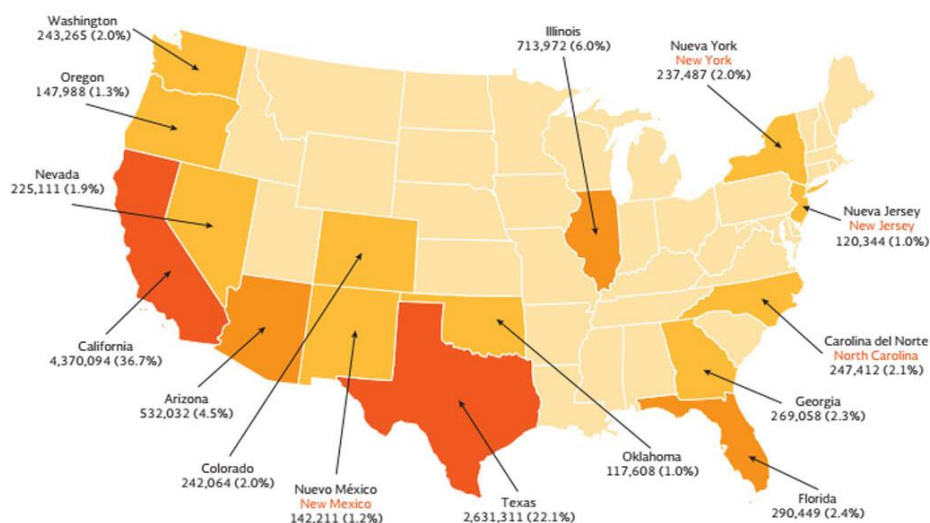 Washington
243,265 (2.0%)
Oregon
147,988 (1.3%)
Nevada
225,111 (1.9%)
California
4,370,094 (36.7%)
Arizona
532,032 (4.5%)
Colorado
242,064 (2.0%)
Nuevo México
New Mexico
142,211 (1.2%)
Texas
2,631,311 (22.1%)
Illinois
713,972 (6.0%)
Nueva York
New York
237,487 (2.0%)
Nueva Jersey
New Jersey
120,344 (1.0%)
Carolina del Norte
North Carolina
247,412 (2.1%)
Georgia
269,058 (2.3%)
Oklahoma
117,608 (1.0%)
Florida
290,449 (2.4%)